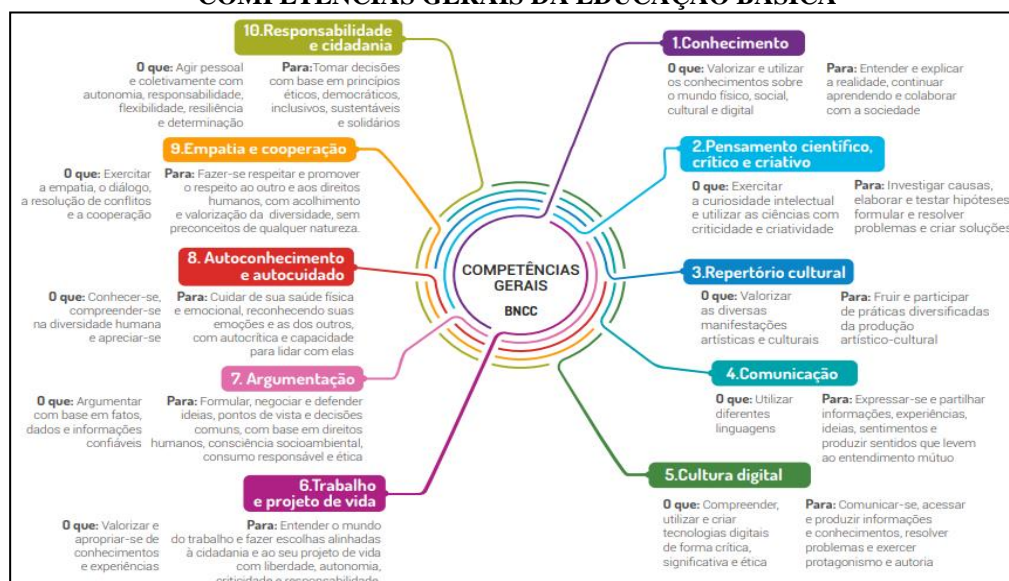 COMPETÊNCIAS GERAIS DA EDUCAÇÃO BÁSICA
10.Responsabilidade
e cidadania
O que: Agir pessoal
e coletivamente com
autonomia, responsabilidade,
flexibilidade, resiliência
e determinação
Para:Tomar decisões
com base em princípios
éticos, democráticos,
inclusivos, sustentáveis
e solidários
1.Conhecimento
O que: Valorizar e utilizar
os conhecimentos sobre
o mundo físico, social,
cultural e digital
Para: Entender e explicar
a realidade, continuar
aprendendo e colaborar
com a sociedade
9.Empatia e cooperação
O que: Exercitar
a empatia, o diálogo,
a resolução de conflitos
e a cooperação
Para: Fazer-se respeitar e promover
o respeito ao outro e aos direitos
humanos, com acolhimento
e valorização da diversidade, sem
preconceitos de qualquer natureza.
2.Pensamento científico,
crítico e criativo
O que: Exercitar
a curiosidade intelectual
e utilizar as ciências com
criticidade e criatividade
Para: Investigar causas,
elaborar e testar hipóteses,
formular e resolver
problemas e criar soluções
8. Autoconhecimento
e autocuidado
O que: Conhecer-se,
compreender-se
na diversidade humana
e apreciar-se
Para: Cuidar de sua saúde física
e emocional, reconhecendo suas
emoções e as dos outros,
com autocrítica e capacidade
para lidar com elas
COMPETÊNCIAS
GERAIS
BNCC
3.Repertório cultural
O que: Valorizar
as diversas
manifestações
artísticas e culturais
Para: Fruir e participar
de práticas diversificadas
da produção
artístico-cultural
7. Argumentação
O que: Argumentar
com base em fatos,
dados e informações
confiáveis
Para: Formular, negociar e defender
ideias, pontos de vista e decisões
comuns, com base em direitos
humanos, consciência socioambiental,
consumo responsável e ética
4.Comunicação
O que: Utilizar
diferentes
linguagens
Para: Expressar-se e partilhar
informações, experiências,
ideias, sentimentos e
produzir sentidos que levem
ao entendimento mútuo
6.Trabalho
e projeto de vida
O que: Valorizar e
apropriar-se de
conhecimentos
e experiências
Para: Entender o mundo
do trabalho e fazer escolhas alinhadas
à cidadania e ao seu projeto de vida
com liberdade, autonomia,
criticidade e responsabilidade
5.Cultura digital
O que: Compreender,
utilizar e criar
tecnologias digitais
de forma crítica,
significativa e ética
Para: Comunicar-se, acessar
e produzir informações
e conhecimentos, resolver
problemas e exercer
protagonismo e autoria